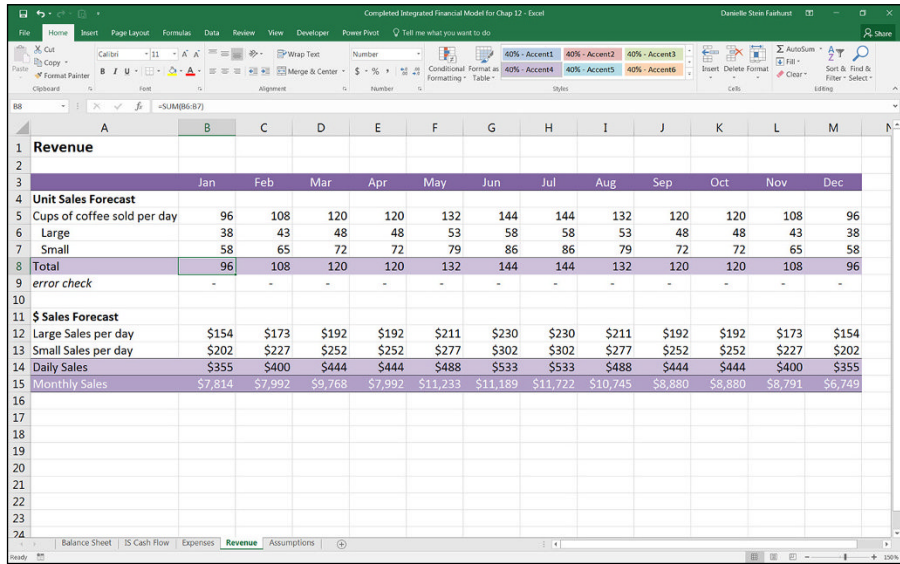 Completed Integrated Financial Model for Chap 12 - Excel Danielle Stein Fairhurst
File Home Insert Page Layout Formulas Data Review View Developer Power Pivot Tell me what you want to do Share
Cut Calibri 11 A A Wrap Text Number 40% - Accent1 40% - Accent2 40% - Accent3 AutoSum
Paste Copy Fill
Format Painter B I U A Merge & Center $ % , Conditional Formatting Format as Table 40% - Accent4 40% - Accent5 40% - Accent6 Insert Delete Format Clear Sort & Filter Find & Select
Clipboard Font Alignment Number Styles Cells Editing
B8 fx =SUM(B6:B7)
A B C D E F G H I J K L M N
1 Revenue
2
3 Jan Feb Mar Apr May Jun Jul Aug Sep Oct Nov Dec
4 Unit Sales Forecast
5 Cups of coffee sold per day 96 108 120 120 132 144 144 132 120 120 108 96
6 Large 38 43 48 48 53 58 58 53 48 48 43 38
7 Small 58 65 72 72 79 86 86 79 72 72 65 58
8 Total 96 108 120 120 132 144 144 132 120 120 108 96
9 error check - - - - - - - - - - - -
10
11 $ Sales Forecast
12 Large Sales per day $154 $173 $192 $192 $211 $230 $230 $211 $192 $192 $173 $154
13 Small Sales per day $202 $227 $252 $252 $277 $302 $302 $277 $252 $252 $227 $202
14 Daily Sales $355 $400 $444 $444 $488 $533 $533 $488 $444 $444 $400 $355
15 Monthly Sales $7,814 $7,992 $9,768 $7,992 $11,233 $11,189 $11,722 $10,745 $8,880 $8,880 $8,791 $6,749
16
17
18
19
20
21
22
23
24
Balance Sheet IS Cash Flow Expenses Revenue Assumptions
Ready 150%